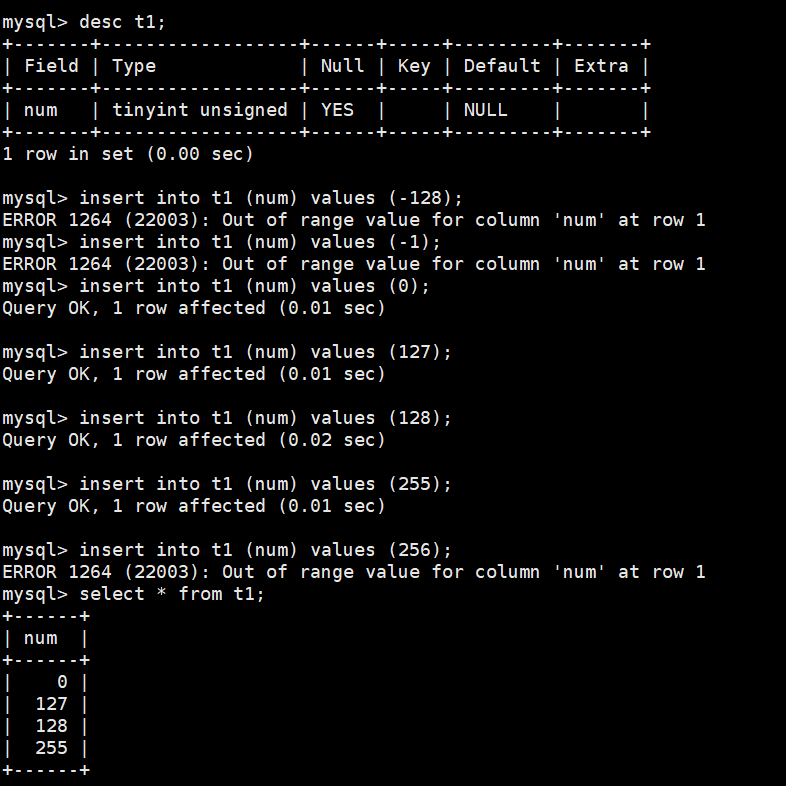 mysql> desc t1;
+-------+------------------+------+-----+---------+-------+
| Field | Type             | Null | Key | Default | Extra |
+-------+------------------+------+-----+---------+-------+
| num   | tinyint unsigned | YES  |     | NULL    |       |
+-------+------------------+------+-----+---------+-------+
1 row in set (0.00 sec)

mysql> insert into t1 (num) values (-128);
ERROR 1264 (22003): Out of range value for column 'num' at row 1
mysql> insert into t1 (num) values (-1);
ERROR 1264 (22003): Out of range value for column 'num' at row 1
mysql> insert into t1 (num) values (0);
Query OK, 1 row affected (0.01 sec)

mysql> insert into t1 (num) values (127);
Query OK, 1 row affected (0.01 sec)

mysql> insert into t1 (num) values (128);
Query OK, 1 row affected (0.02 sec)

mysql> insert into t1 (num) values (255);
Query OK, 1 row affected (0.01 sec)

mysql> insert into t1 (num) values (256);
ERROR 1264 (22003): Out of range value for column 'num' at row 1
mysql> select * from t1;
+------+
| num  |
+------+
|    0 |
|  127 |
|  128 |
|  255 |
+------+